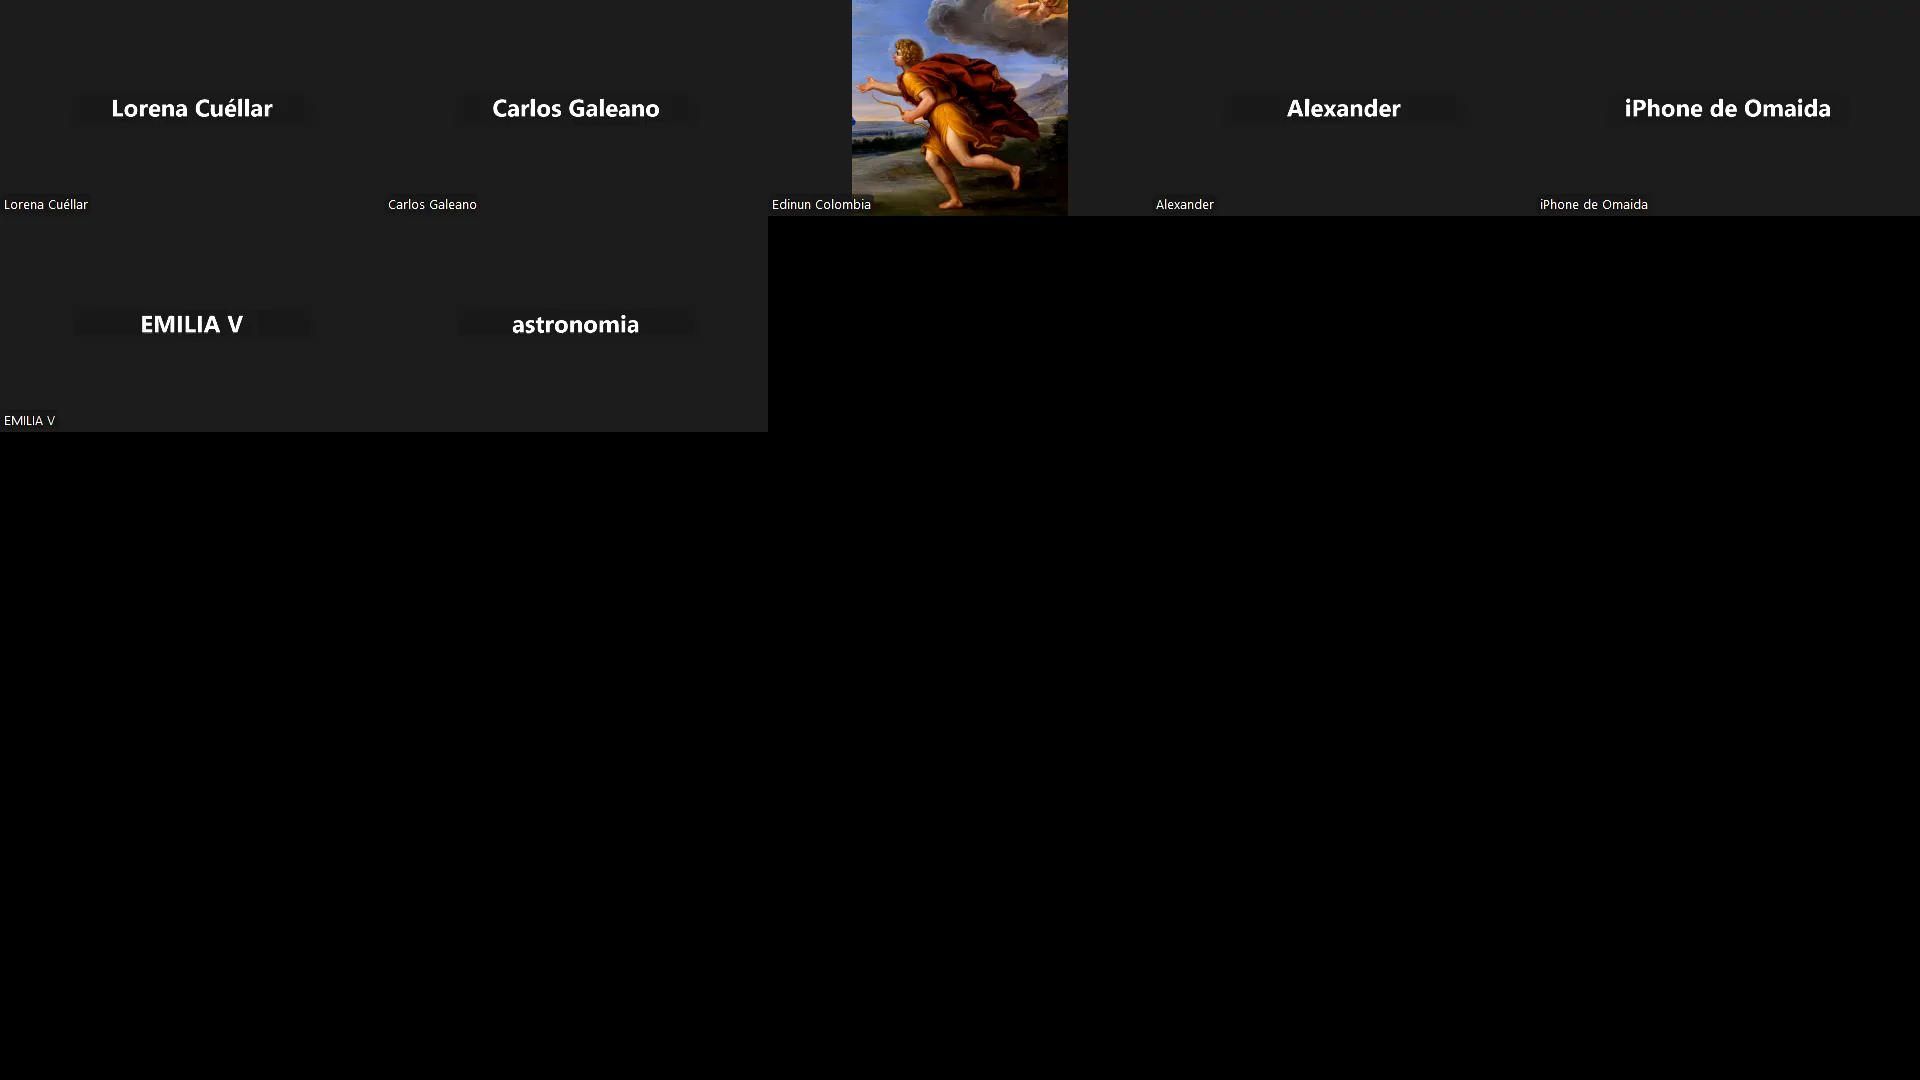 Lorena Cuéllar
Carlos Galeano
Alexander
iPhone de Omaida
Lorena Cuéllar
Carlos Galeano
Edinun Colombia
Alexander
iPhone de Omaida
EMILIA V
astronomia
EMILIA V